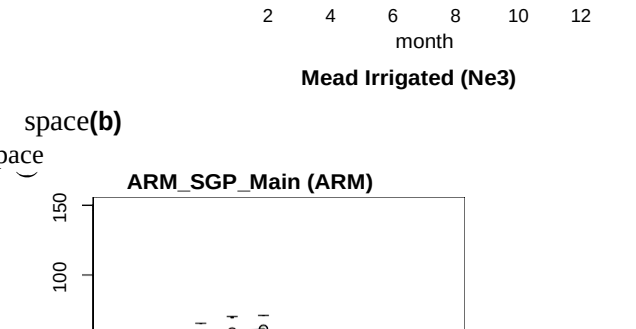 2 4 6 8 10 12
month
Mead Irrigated (Ne3)
space(b)
pace
ARM_SGP_Main (ARM)
150
100